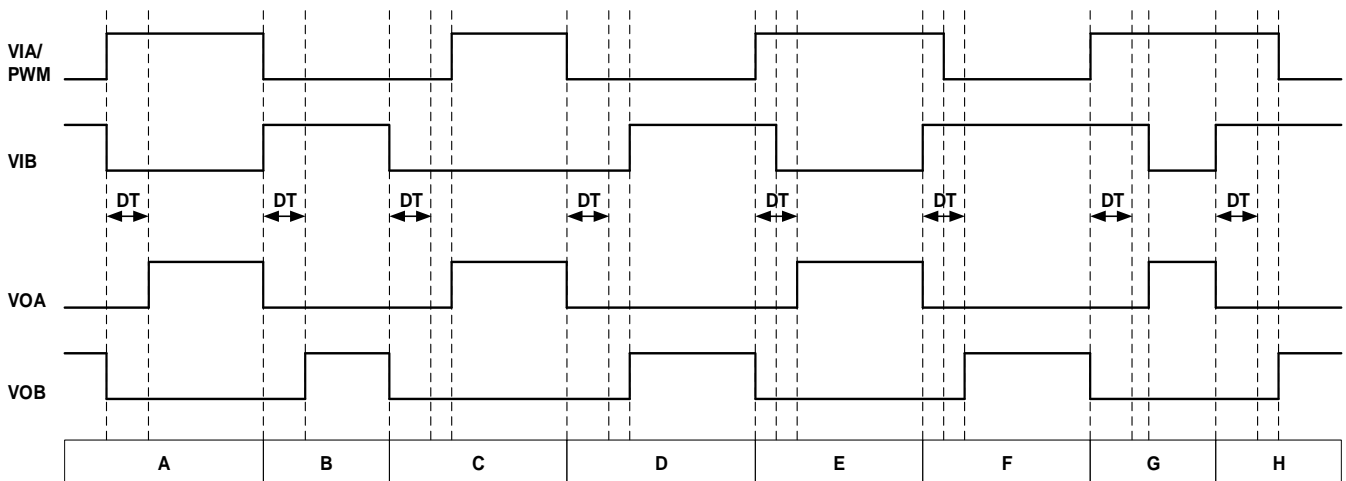 VIA/
PWM
VIB
DT DT DT DT DT DT DT DT
VOA
VOB
A B C D E F G H